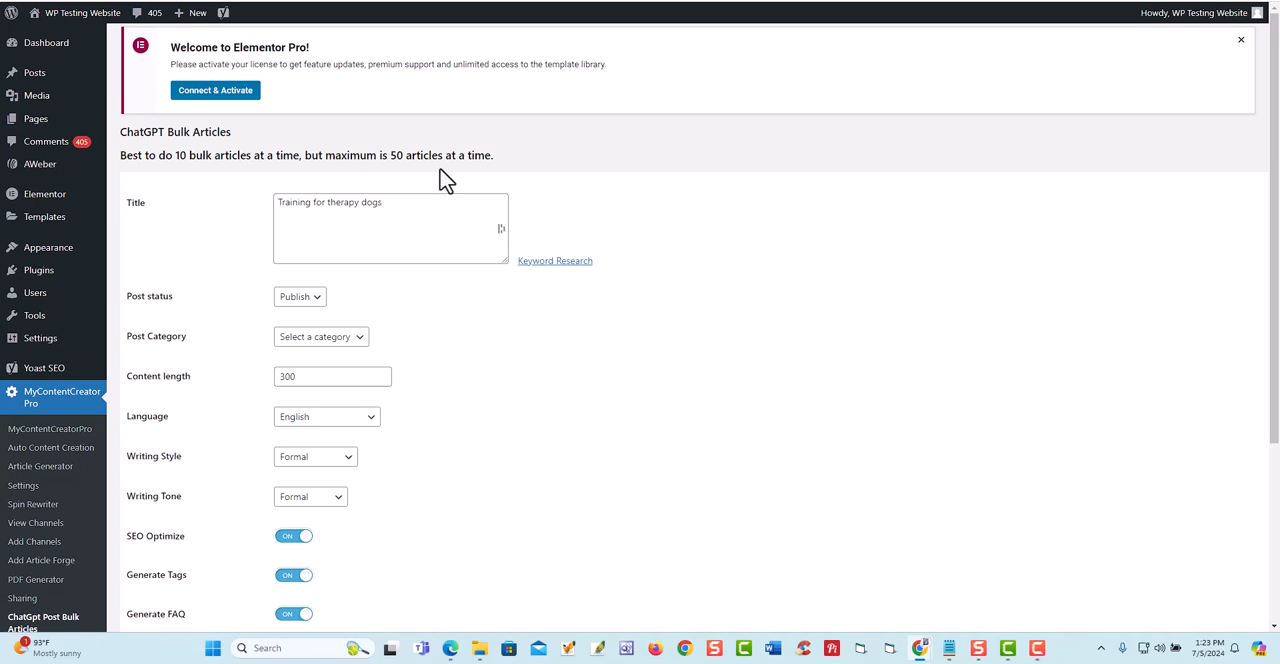 WP Testing Website 405 New Howdy, WP Testing Website
Dashboard
Posts
Media
Pages
Comments 405
AWeber
Elementor
Templates
Appearance
Plugins
Users
Tools
Settings
Yoast SEO
MyContentCreator
Pro
MyContentCreatorPro
Auto Content Creation
Article Generator
Settings
Spin Rewriter
View Channels
Add Channels
Add Article Forge
PDF Generator
Sharing
ChatGpt Post Bulk
Articles
Welcome to Elementor Pro!
Please activate your license to get feature updates, premium support and unlimited access to the template library.
Connect & Activate
ChatGPT Bulk Articles
Best to do 10 bulk articles at a time, but maximum is 50 articles at a time.
Title Training for therapy dogs
Keyword Research
Post status Publish
Post Category Select a category
Content length 300
Language English
Writing Style Formal
Writing Tone Formal
SEO Optimize ON
Generate Tags ON
Generate FAQ ON
1 93°F
Mostly sunny
Search
1:23 PM
7/5/2024